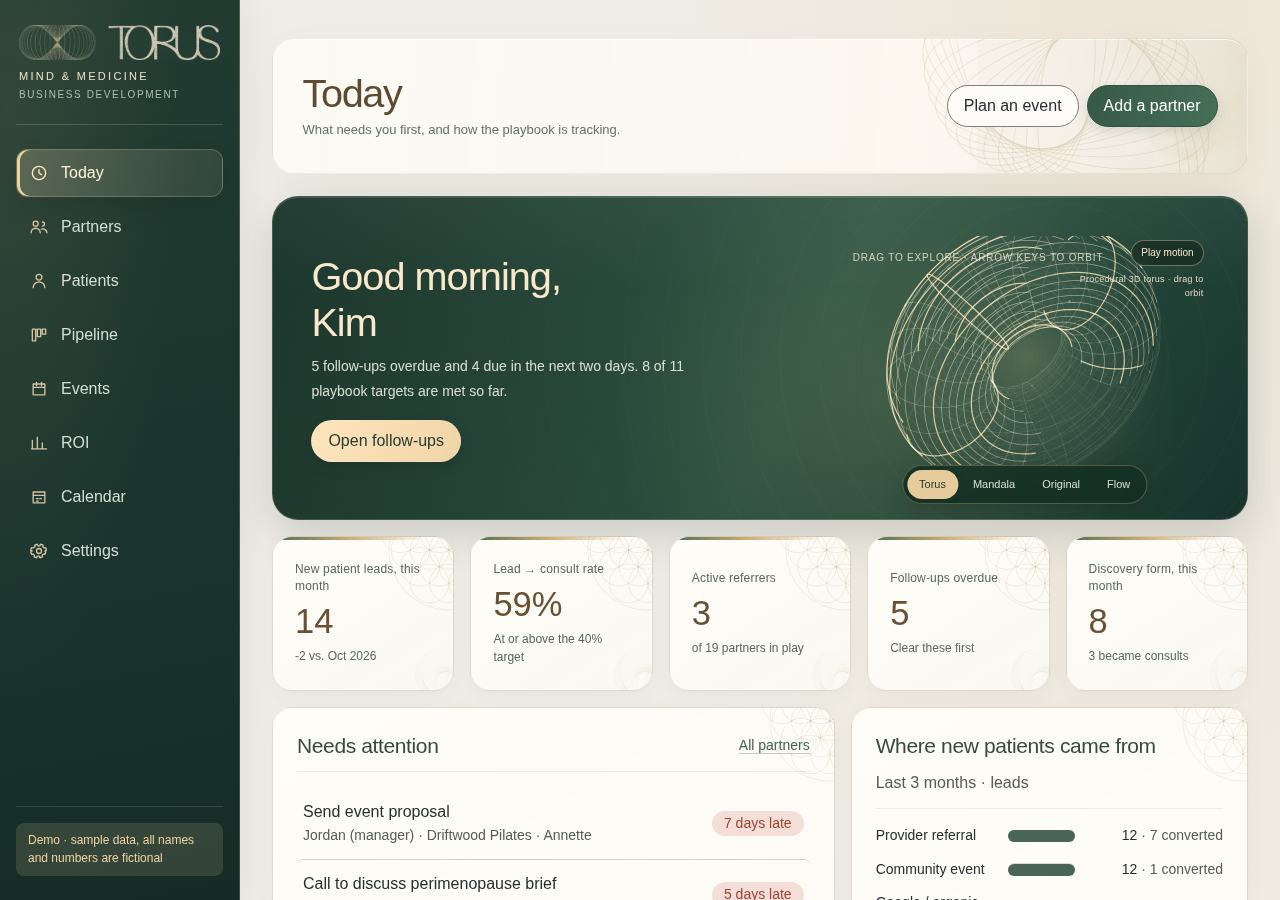 TORUS
MIND & MEDICINE
BUSINESS DEVELOPMENT
Today
Partners
Patients
Pipeline
Events
ROI
Calendar
Settings
Demo · sample data, all names
and numbers are fictional
Today
What needs you first, and how the playbook is tracking.
Plan an event
Add a partner
Good morning,
Kim
5 follow-ups overdue and 4 due in the next two days. 8 of 11
playbook targets are met so far.
Open follow-ups
DRAG TO EXPLORE · ARROW KEYS TO ORBIT
Play motion
Procedural 3D torus · drag to
orbit
Torus
Mandala
Original
Flow
New patient leads, this
month
14
-2 vs. Oct 2026
Lead → consult rate
59%
At or above the 40%
target
Active referrers
3
of 19 partners in play
Follow-ups overdue
5
Clear these first
Discovery form, this
month
8
3 became consults
Needs attention
All partners
Send event proposal
Jordan (manager) · Driftwood Pilates · Annette
7 days late
Call to discuss perimenopause brief
5 days late
Where new patients came from
Last 3 months · leads
Provider referral
12 · 7 converted
Community event
12 · 1 converted
Google / organic